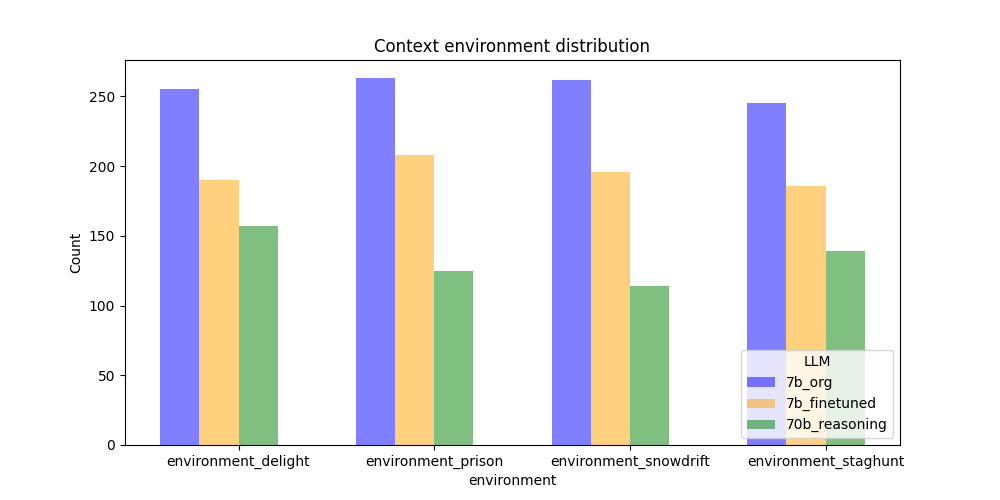 Context environment distribution
Count
250
200
150
100
50
0
LLM
7b_org
7b_finetuned
70b_reasoning
environment_delight environment_prison environment_snowdrift environment_staghunt
environment